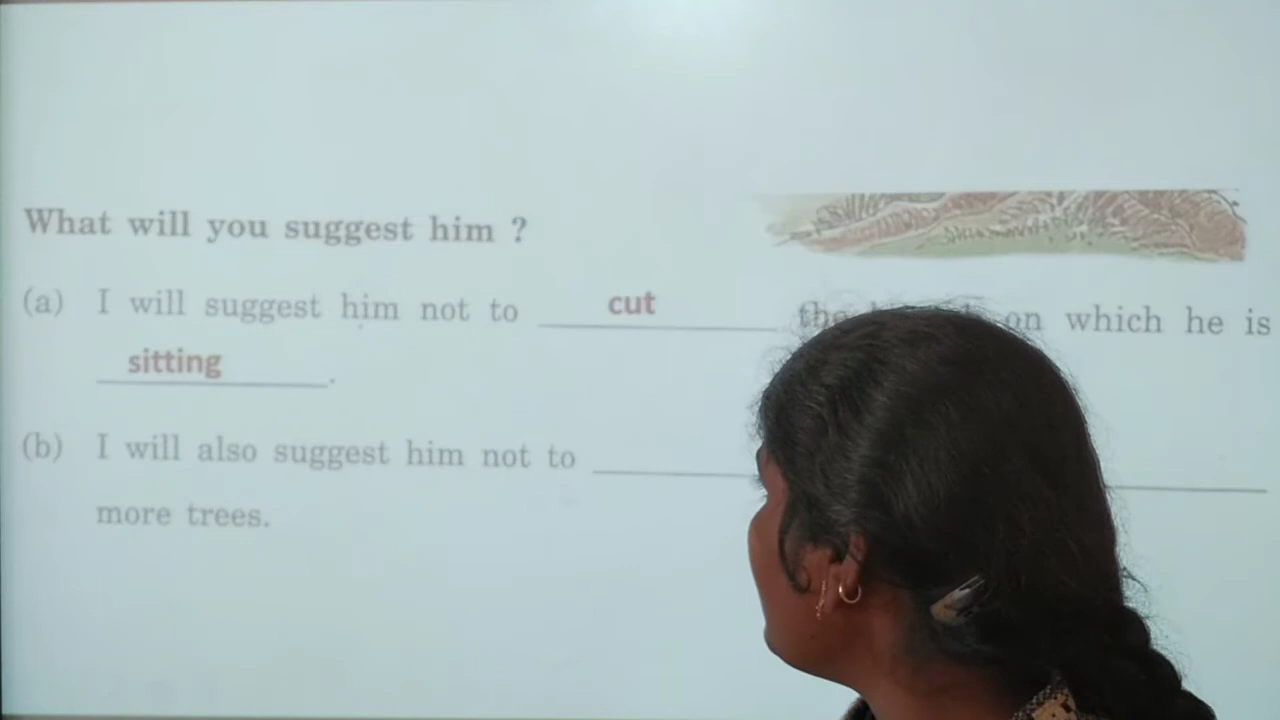 What will you suggest him ?
(a) I will suggest him not to cut the on which he is
sitting.
(b) I will also suggest him not to
more trees.